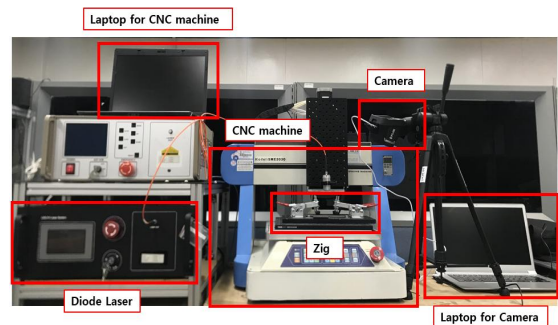 Laptop for CNC machine
Camera
CNC machine
Zig
Diode Laser
Laptop for Camera